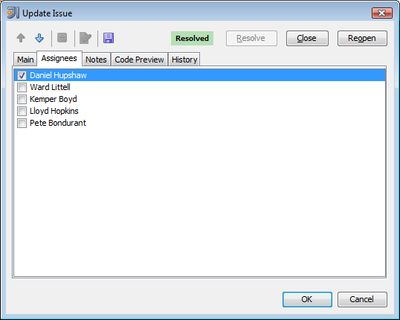 Update Issue
Resolved Resolve Close Reopen
Main Assignees Notes Code Preview History
Daniel Hupshaw
Ward Littell
Kemper Boyd
Lloyd Hopkins
Pete Bondurant
OK Cancel